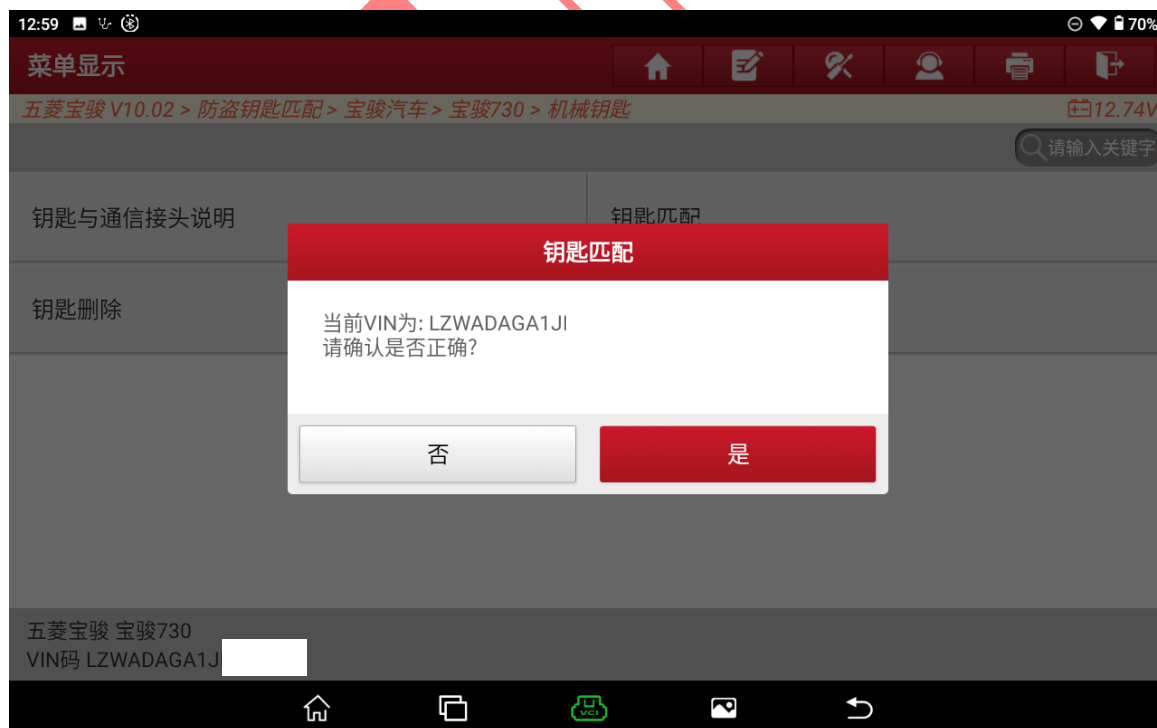 12:59
70%
菜单显示
五菱宝骏 V10.02 > 防盗钥匙匹配 > 宝骏汽车 > 宝骏730 > 机械钥匙
12.74V
请输入关键字
钥匙与通信接头说明
钥匙匹配
钥匙删除
钥匙匹配
当前VIN为: LZWADAGA1J
请确认是否正确?
否
是
五菱宝骏 宝骏730
VIN码 LZWADAGA1J
VCI